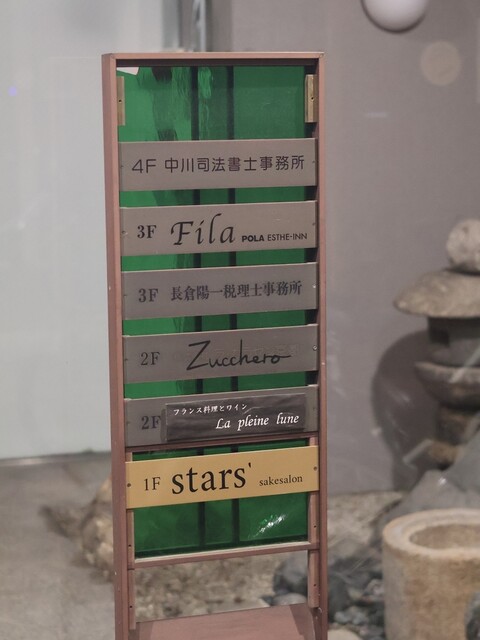 4F 中川司法書士事務所
3F Fila POLA ESTHE-INN
3F 長倉陽一税理士事務所
2F Zucchero
フランス料理とワイン
2F La pleine lune
1F stars' sakesalon